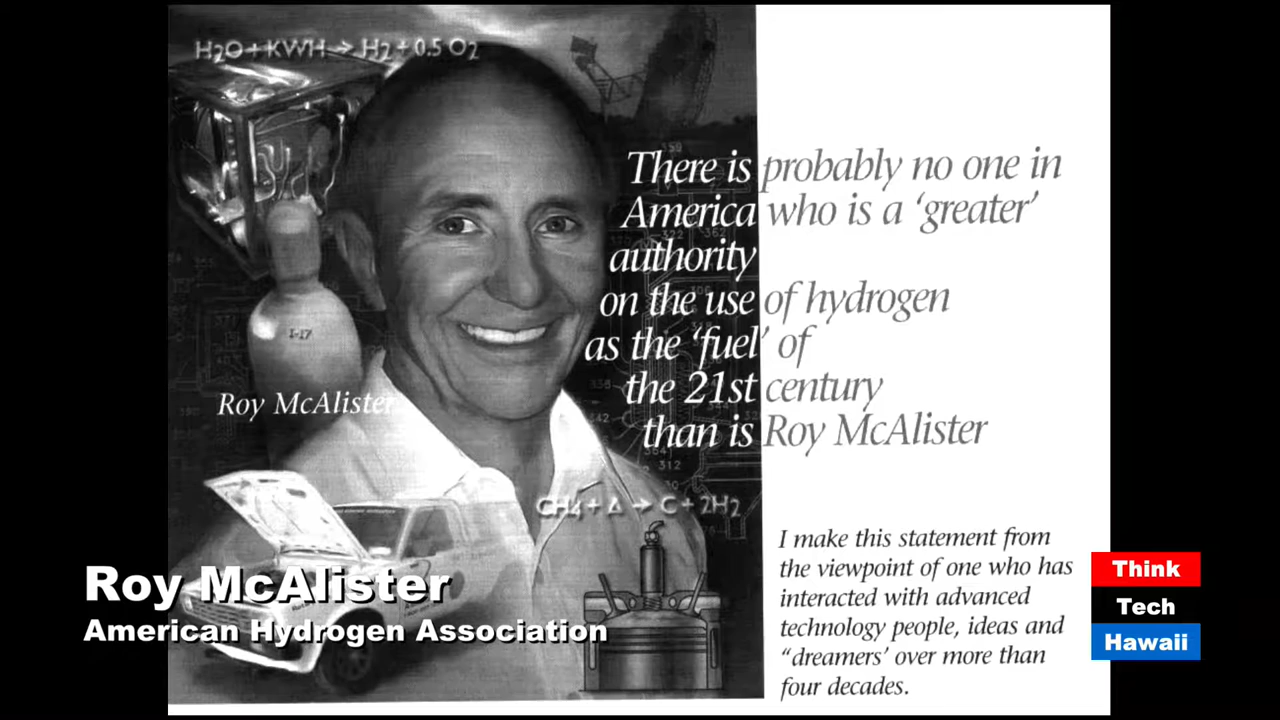 H2O + KWH → H2 + 0.5 O2
There is probably no one in
America who is a ‘greater’
authority
on the use of hydrogen
as the ‘fuel’ of
the 21st century
than is Roy McAlister
I-17
Roy McAlister
CH4 + Δ → C + 2H2
I make this statement from
the viewpoint of one who has
interacted with advanced
technology people, ideas and
“dreamers’ over more than
four decades.
Roy McAlister
American Hydrogen Association
Think
Tech
Hawaii